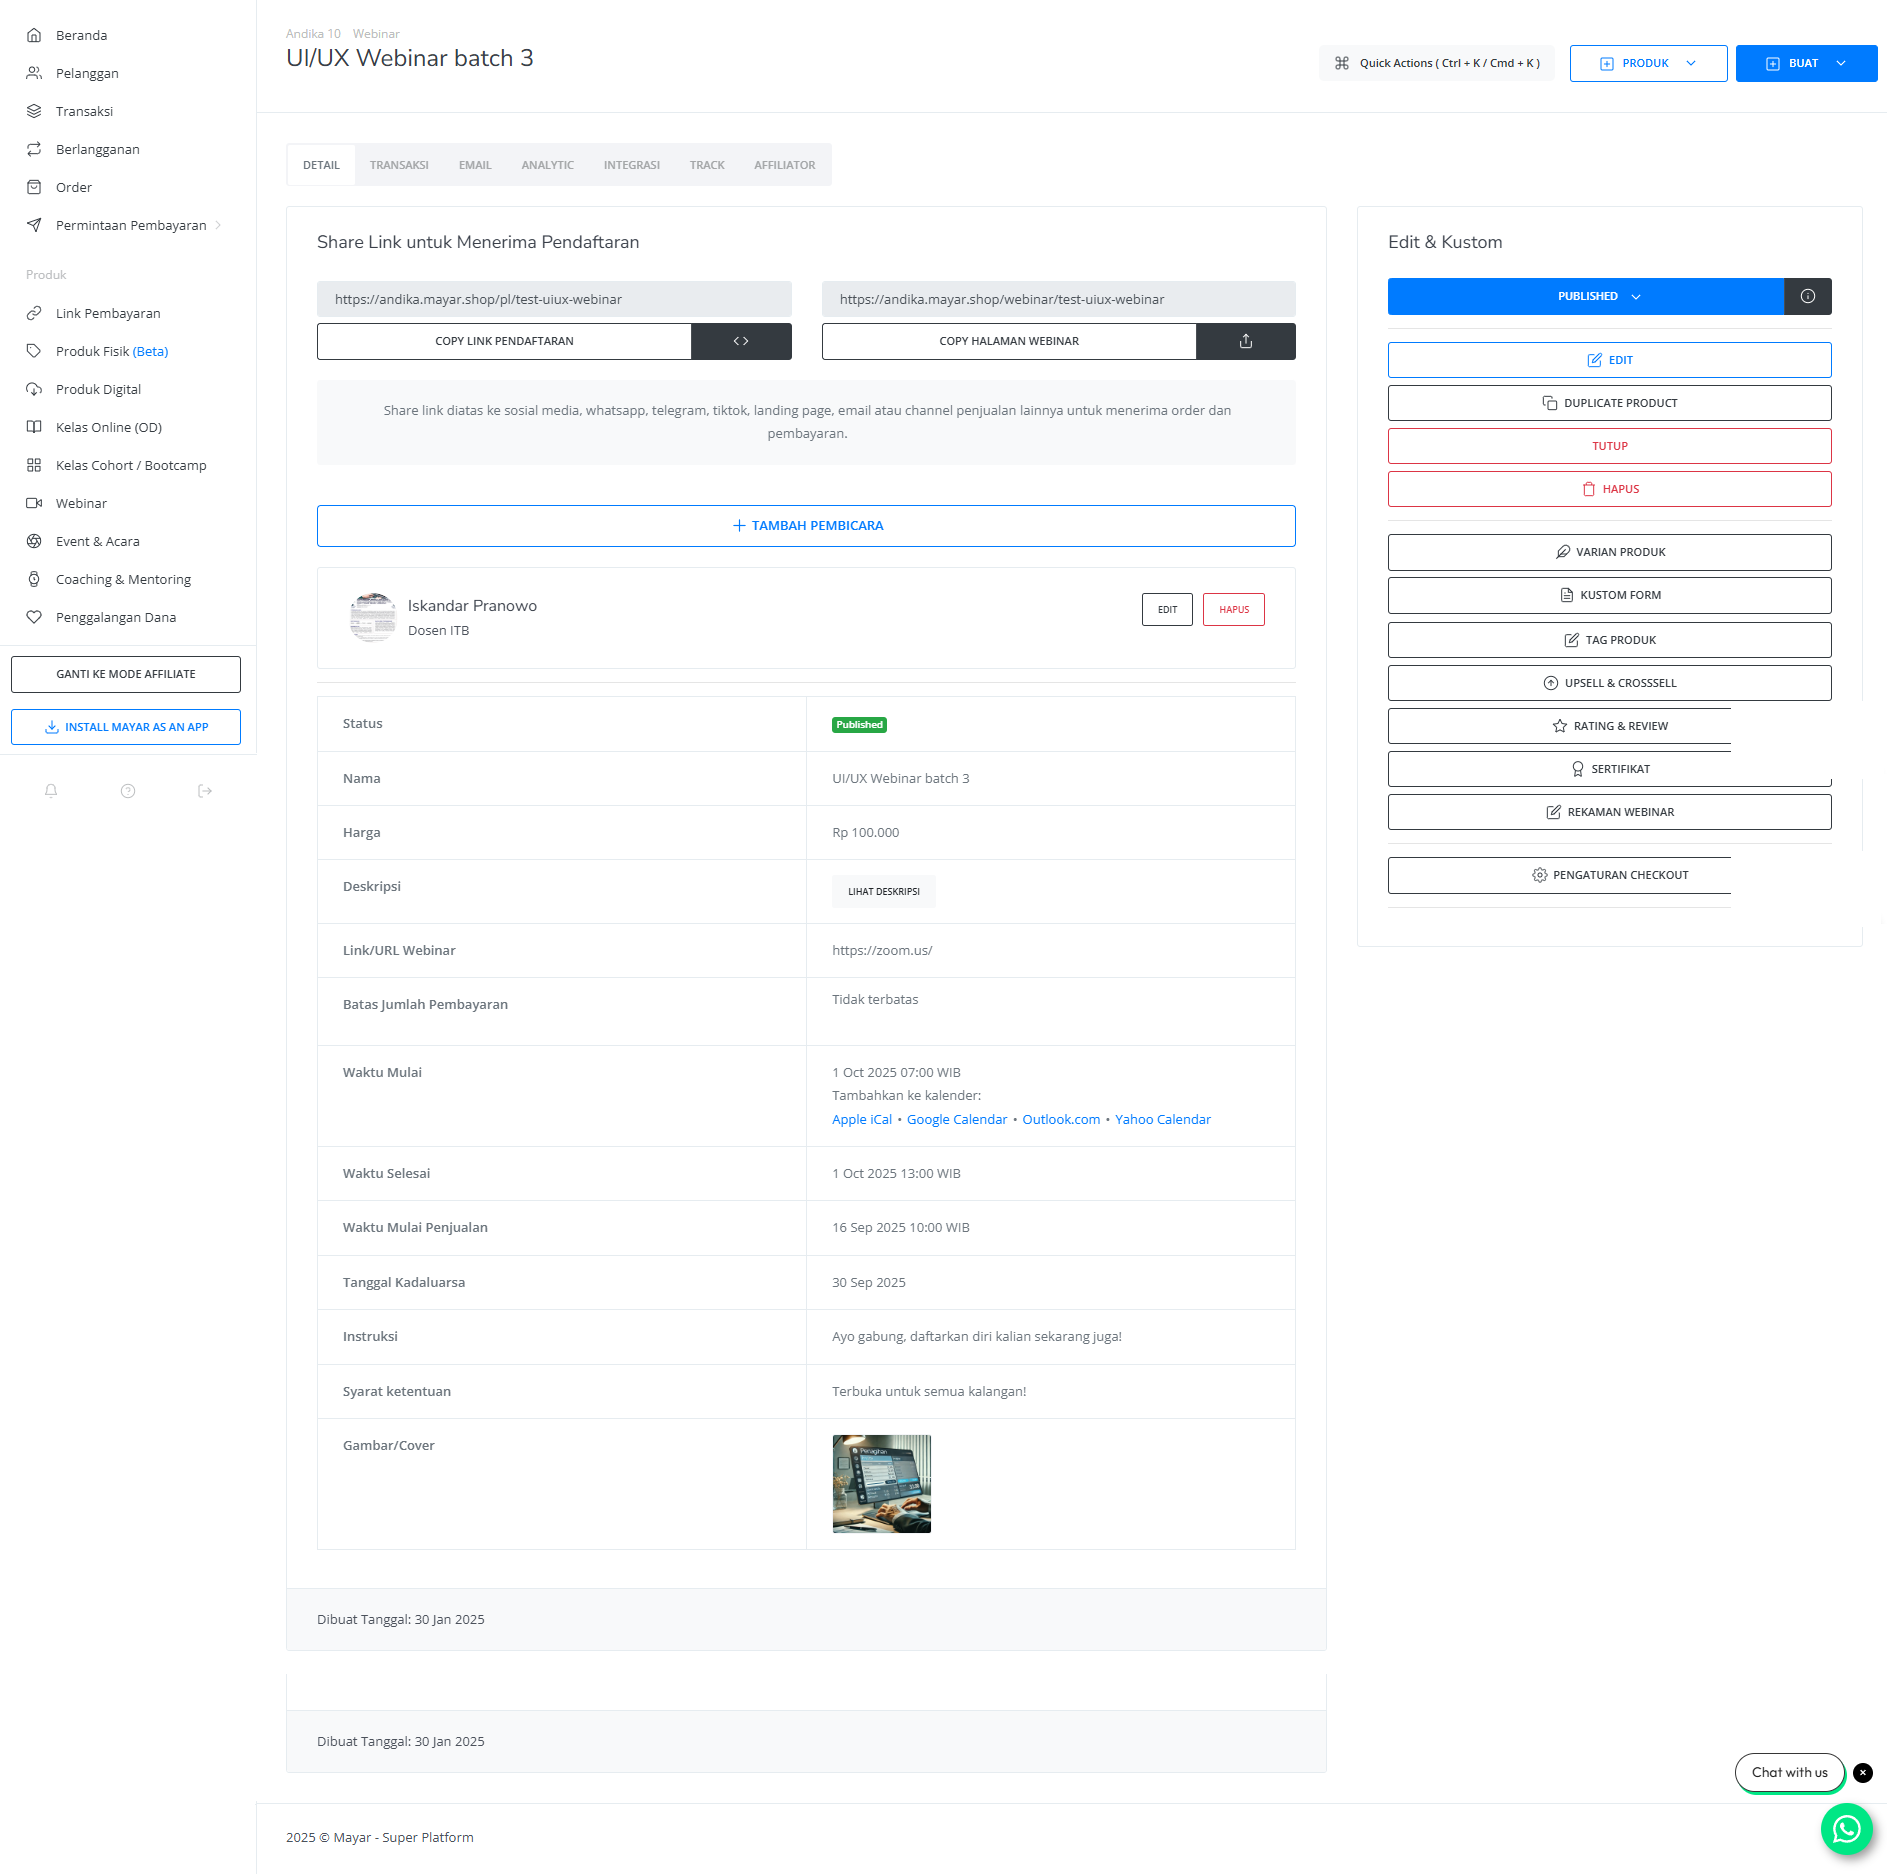 Beranda
Pelanggan
Transaksi
Berlangganan
Order
Permintaan Pembayaran
Produk
Link Pembayaran
Produk Fisik (Beta)
Produk Digital
Kelas Online (OD)
Kelas Cohort / Bootcamp
Webinar
Event & Acara
Coaching & Mentoring
Penggalangan Dana
GANTI KE MODE AFFILIATE
INSTALL MAYAR AS AN APP
Andika 10 Webinar
UI/UX Webinar batch 3
Quick Actions ( Ctrl + K / Cmd + K )
PRODUK
BUAT
DETAIL TRANSAKSI EMAIL ANALYTIC INTEGRASI TRACK AFFILIATOR
Share Link untuk Menerima Pendaftaran
https://andika.mayar.shop/pl/test-uiux-webinar
COPY LINK PENDAFTARAN
https://andika.mayar.shop/webinar/test-uiux-webinar
COPY HALAMAN WEBINAR
Share link diatas ke sosial media, whatsapp, telegram, tiktok, landing page, email atau channel penjualan lainnya untuk menerima order dan
pembayaran.
TAMBAH PEMBICARA
Iskandar Pranowo
Dosen ITB
EDIT
HAPUS
Status Published
Nama UI/UX Webinar batch 3
Harga Rp 100.000
Deskripsi LIHAT DESKRIPSI
Link/URL Webinar https://zoom.us/
Batas Jumlah Pembayaran Tidak terbatas
Waktu Mulai 1 Oct 2025 07:00 WIB
Tambahkan ke kalender:
Apple iCal • Google Calendar • Outlook.com • Yahoo Calendar
Waktu Selesai 1 Oct 2025 13:00 WIB
Waktu Mulai Penjualan 16 Sep 2025 10:00 WIB
Tanggal Kadaluarsa 30 Sep 2025
Instruksi Ayo gabung, daftarkan diri kalian sekarang juga!
Syarat ketentuan Terbuka untuk semua kalangan!
Gambar/Cover
Penagihan
Dibuat Tanggal: 30 Jan 2025
Dibuat Tanggal: 30 Jan 2025
Edit & Kustom
PUBLISHED
EDIT
DUPLICATE PRODUCT
TUTUP
HAPUS
VARIAN PRODUK
KUSTOM FORM
TAG PRODUK
UPSELL & CROSSSELL
RATING & REVIEW
SERTIFIKAT
REKAMAN WEBINAR
PENGATURAN CHECKOUT
Chat with us
2025 © Mayar - Super Platform